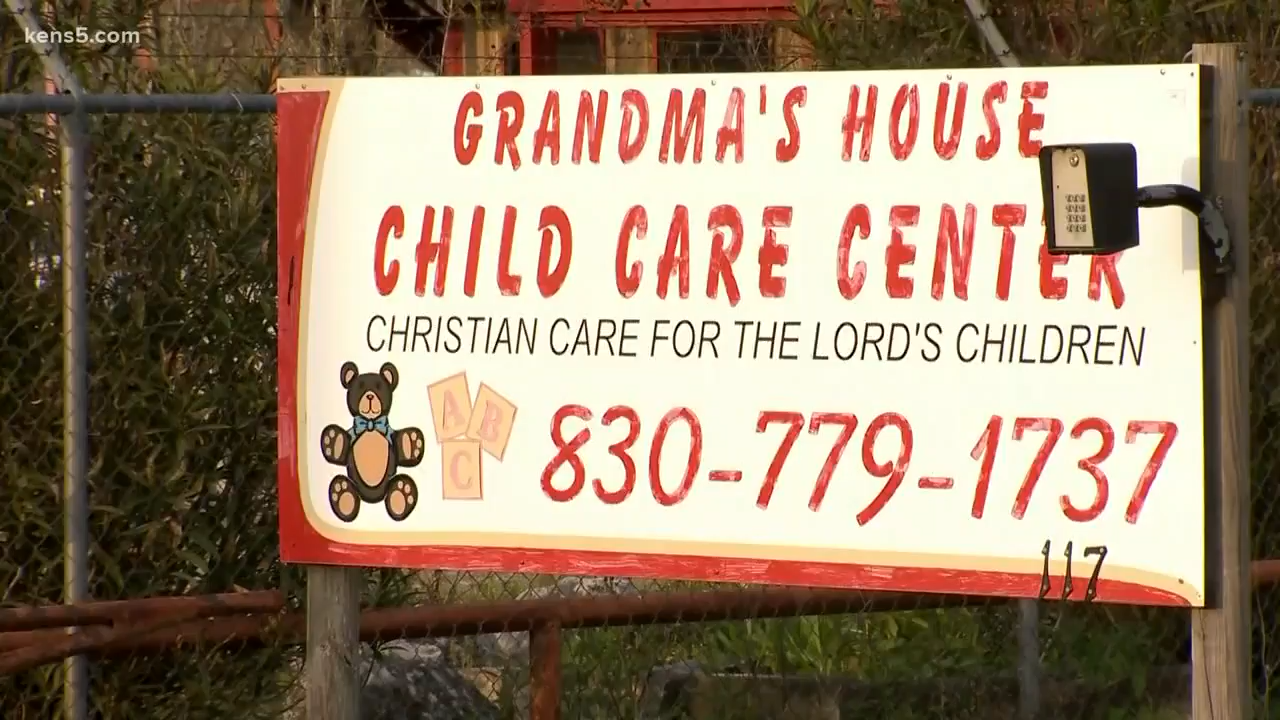 kens5.com
GRANDMA'S HOUSE
CHILD CARE CENTER
CHRISTIAN CARE FOR THE LORD'S CHILDREN
A B
C
830-779-1737
117